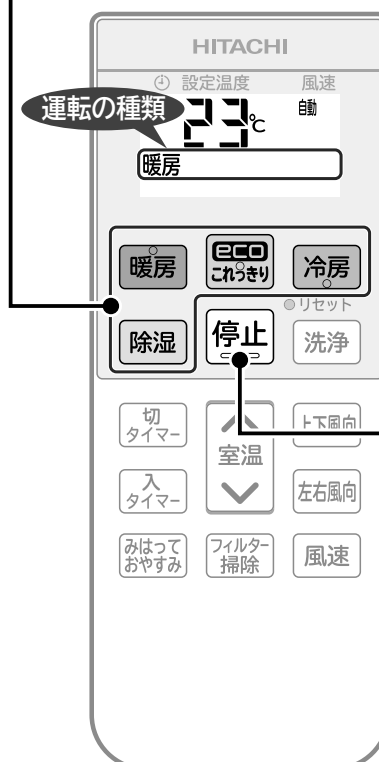 HITACHI
設定温度 風速
運転の種類
23℃ 自動
暖房
暖房 eco これっきり 冷房
リセット
除湿 停止 洗浄
切タイマー 上下風向
室温
入タイマー 左右風向
みはっておやすみ フィルター掃除 風速